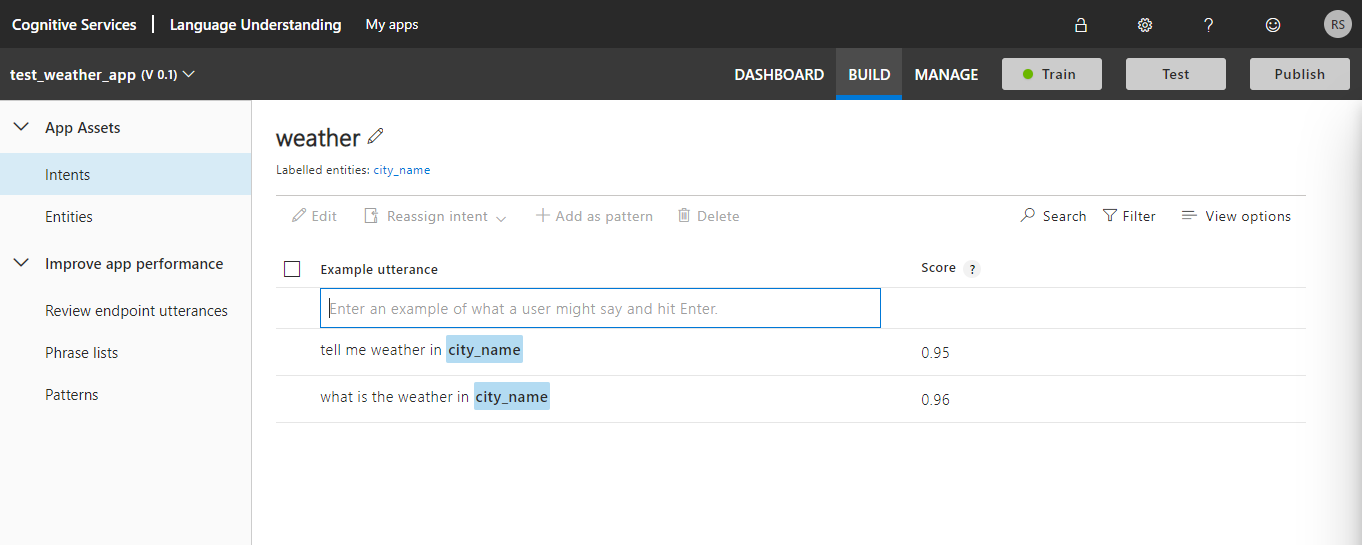 Cognitive Services | Language Understanding My apps RS
test_weather_app (V 0.1) DASHBOARD BUILD MANAGE Train Test Publish
App Assets
Intents
Entities
Improve app performance
Review endpoint utterances
Phrase lists
Patterns
weather
Labelled entities: city_name
Edit Reassign intent Add as pattern Delete Search Filter View options
Example utterance Score ?
Enter an example of what a user might say and hit Enter.
tell me weather in city_name 0.95
what is the weather in city_name 0.96